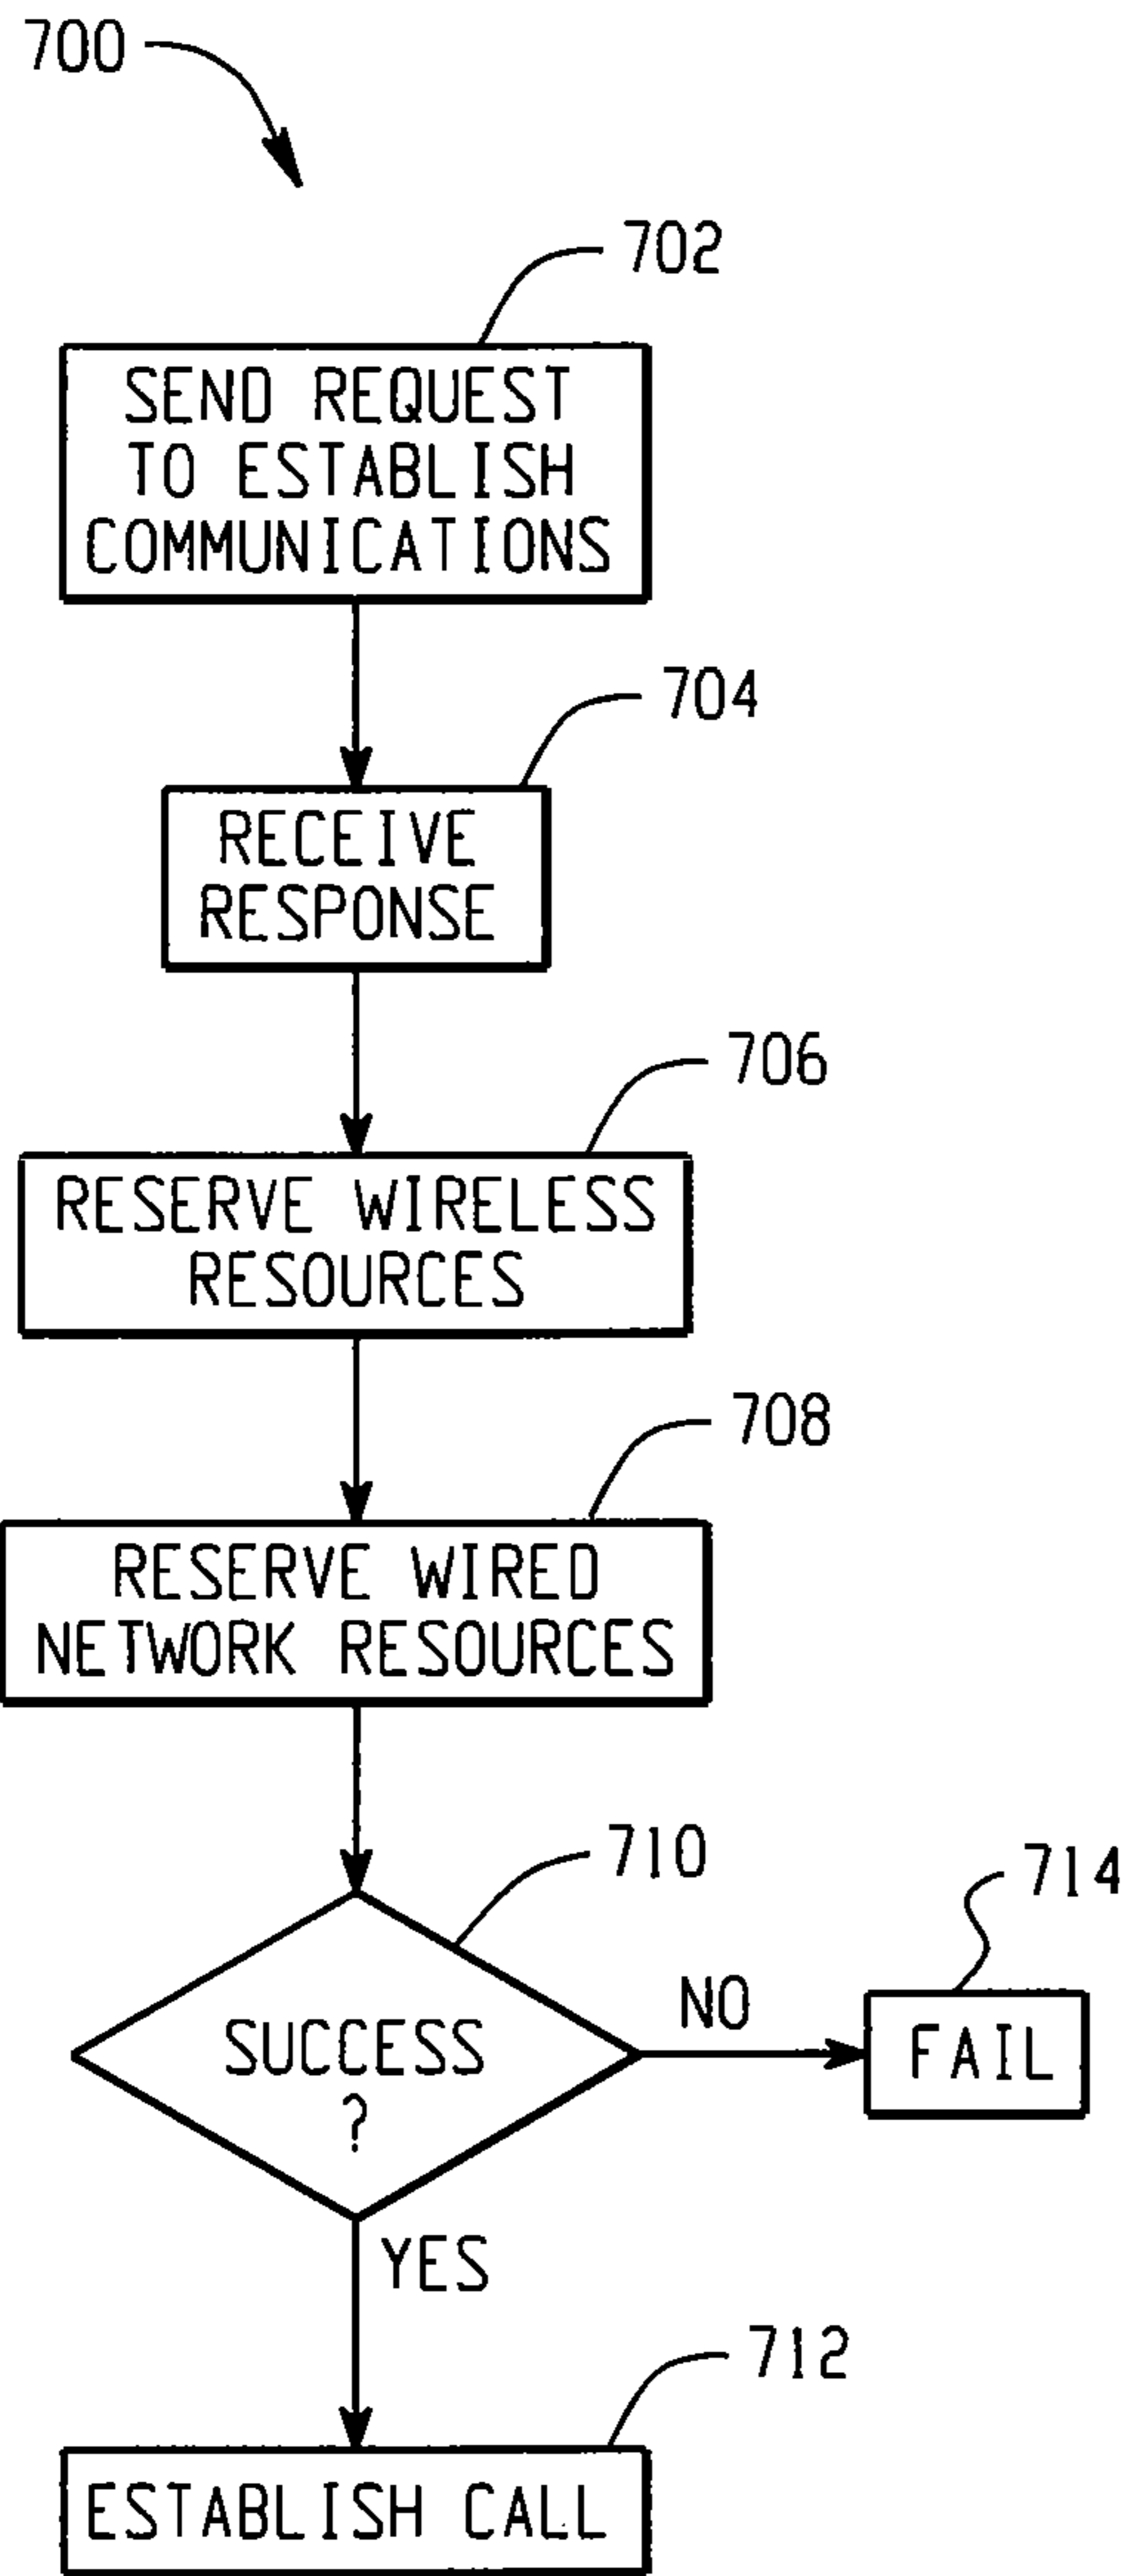 700
702
SEND REQUEST
TO ESTABLISH
COMMUNICATIONS
704
RECEIVE
RESPONSE
706
RESERVE WIRELESS
RESOURCES
708
RESERVE WIRED
NETWORK RESOURCES
710
714
SUCCESS
?
NO
FAIL
YES
712
ESTABLISH CALL